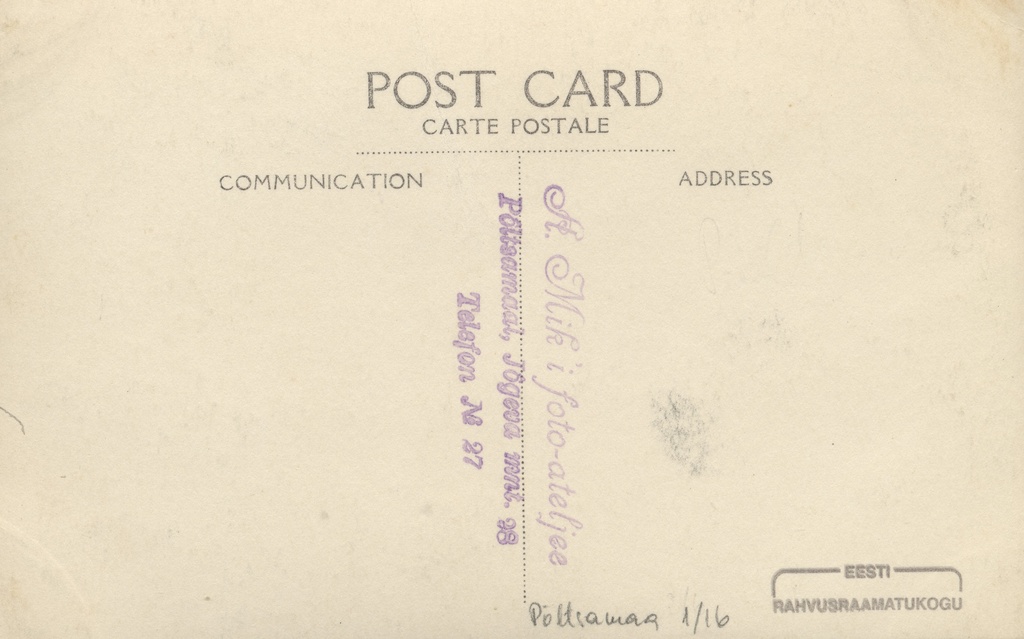 POST CARD
CARTE POSTALE
COMMUNICATION
ADDRESS
A. Mik'i foto-ateljee
Põltsamaal, Jõgeva mnt. 28
Telefon № 27
Põltsamaa 1/16
EESTI
RAHVUSRAAMATUKOGU